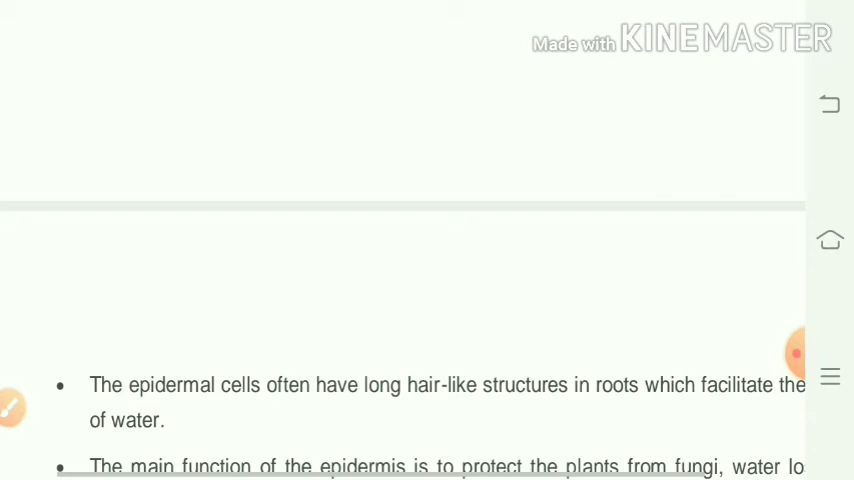 Made with KINEMASTER
• The epidermal cells often have long hair-like structures in roots which facilitate the
of water.
• The main function of the epidermis is to protect the plants from fungi, water lo